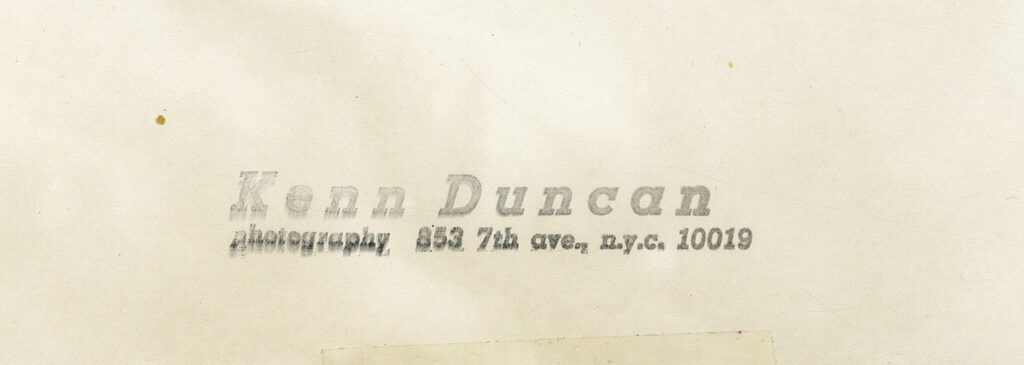 Kenn Duncan
photography 853 7th ave., n.y.c. 10019